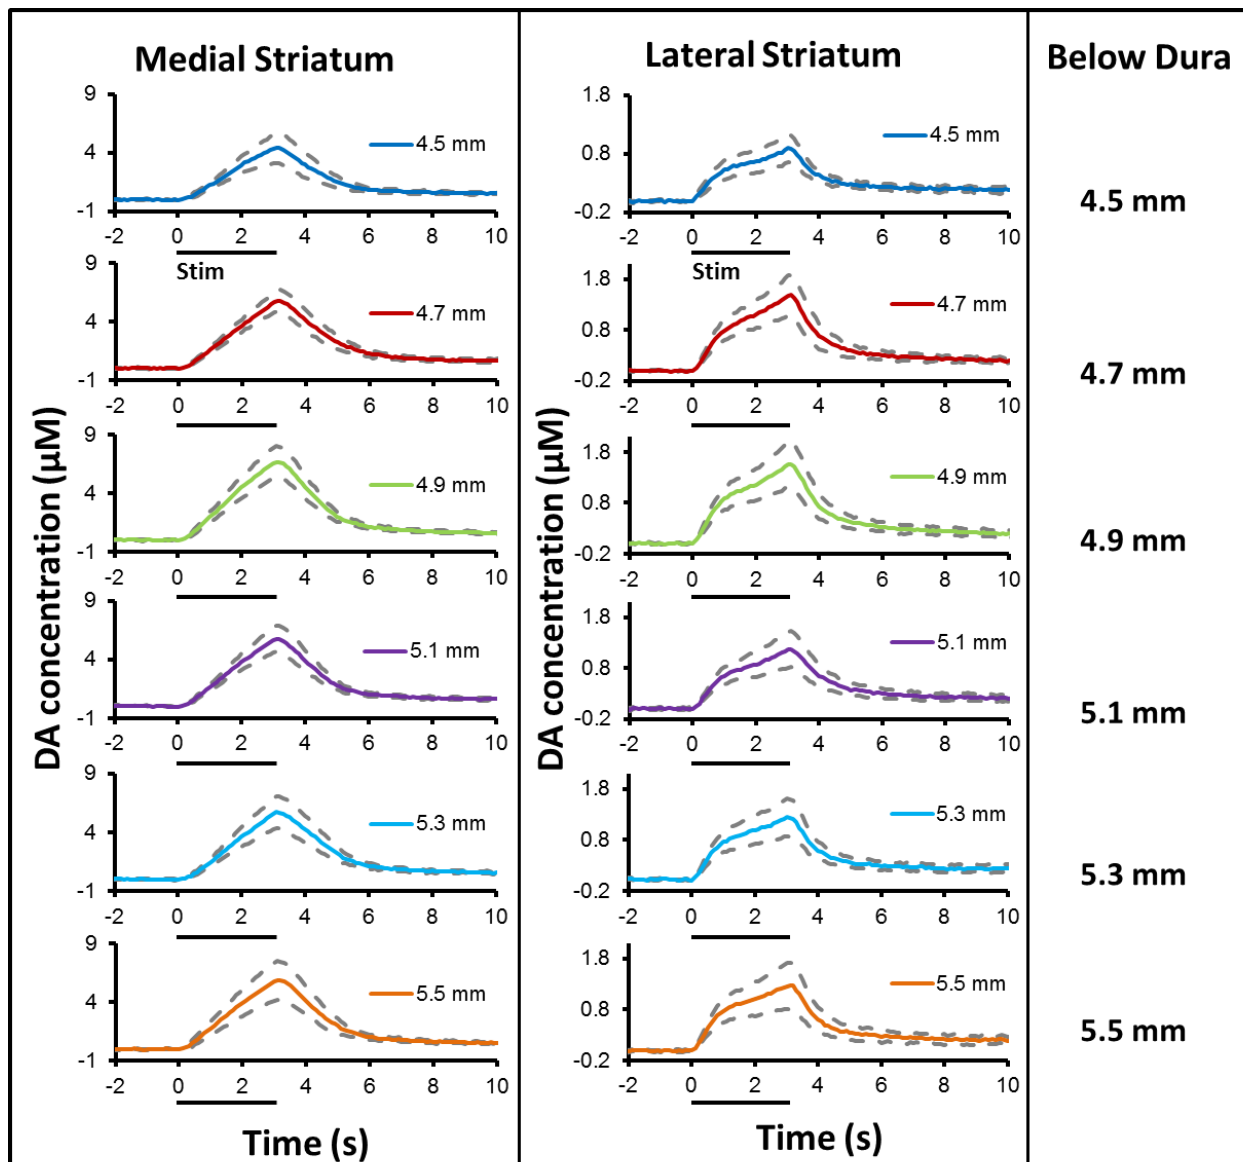 Medial Striatum
Lateral Striatum
Below Dura
9
4
-1
-2 0 2 4 6 8 10
4.5 mm
Stim
1.8
0.8
-0.2
-2 0 2 4 6 8 10
4.5 mm
Stim
4.5 mm
9
4
-1
-2 0 2 4 6 8 10
4.7 mm
1.8
0.8
-0.2
-2 0 2 4 6 8 10
4.7 mm
4.7 mm
DA concentration (µM)
9
4
-1
-2 0 2 4 6 8 10
4.9 mm
DA concentration (µM)
1.8
0.8
-0.2
-2 0 2 4 6 8 10
4.9 mm
4.9 mm
9
4
-1
-2 0 2 4 6 8 10
5.1 mm
1.8
0.8
-0.2
-2 0 2 4 6 8 10
5.1 mm
5.1 mm
9
4
-1
-2 0 2 4 6 8 10
5.3 mm
1.8
0.8
-0.2
-2 0 2 4 6 8 10
5.3 mm
5.3 mm
9
4
-1
-2 0 2 4 6 8 10
5.5 mm
1.8
0.8
-0.2
-2 0 2 4 6 8 10
5.5 mm
5.5 mm
Time (s)
Time (s)